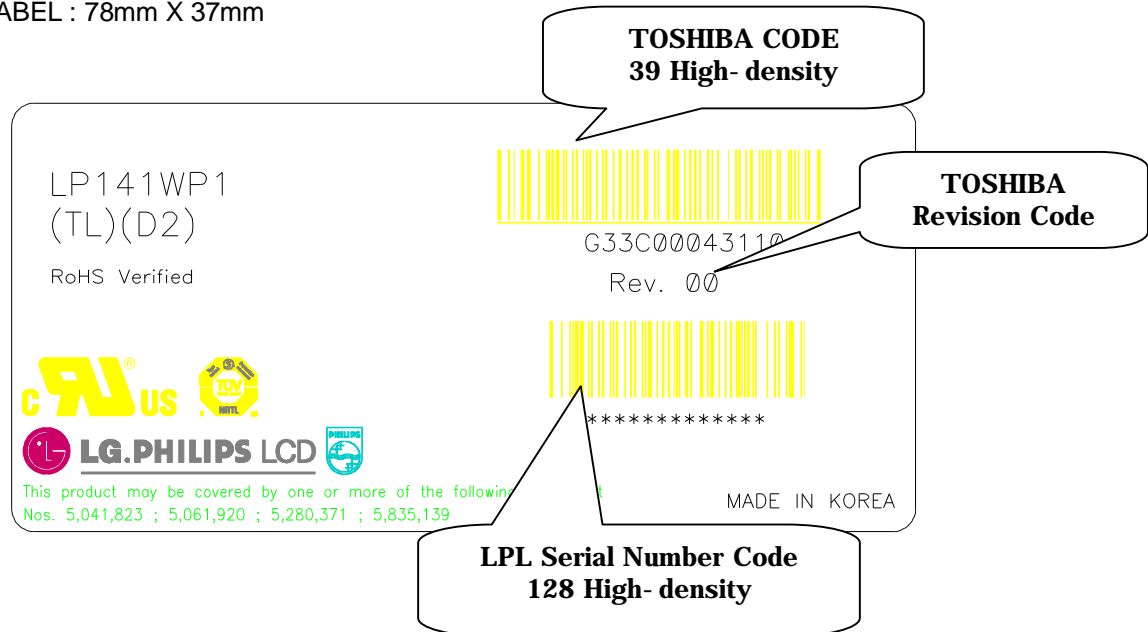 ABEL : 78mm X 37mm
TOSHIBA CODE
39 High- density
LP141WP1
(TL)(D2)
RoHS Verified
G33C00043110
Rev. 00
TOSHIBA
Revision Code
C RU ® US
TUV
NRTL
LG.PHILIPS LCD
PHILIPS
*************
This product may be covered by one or more of the following
Nos. 5,041,823 ; 5,061,920 ; 5,280,371 ; 5,835,139
MADE IN KOREA
LPL Serial Number Code
128 High- density